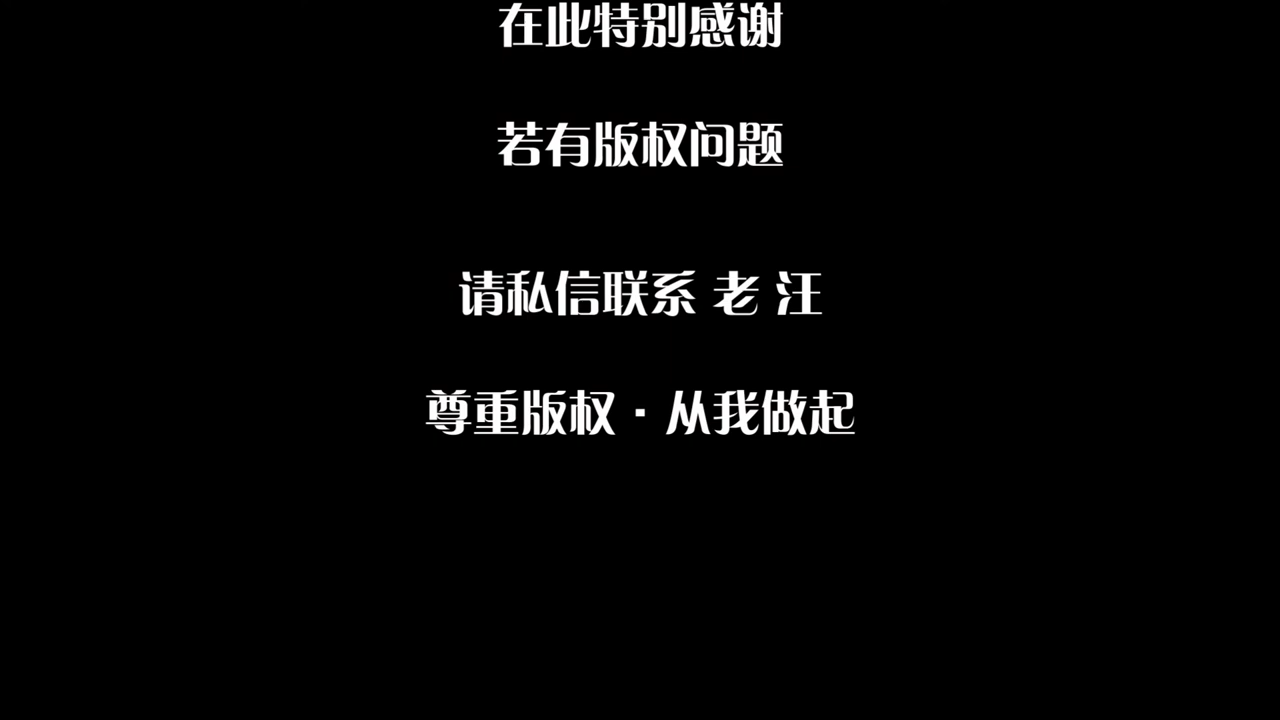 在此特别感谢
若有版权问题
请私信联系 老 汪
尊重版权·从我做起